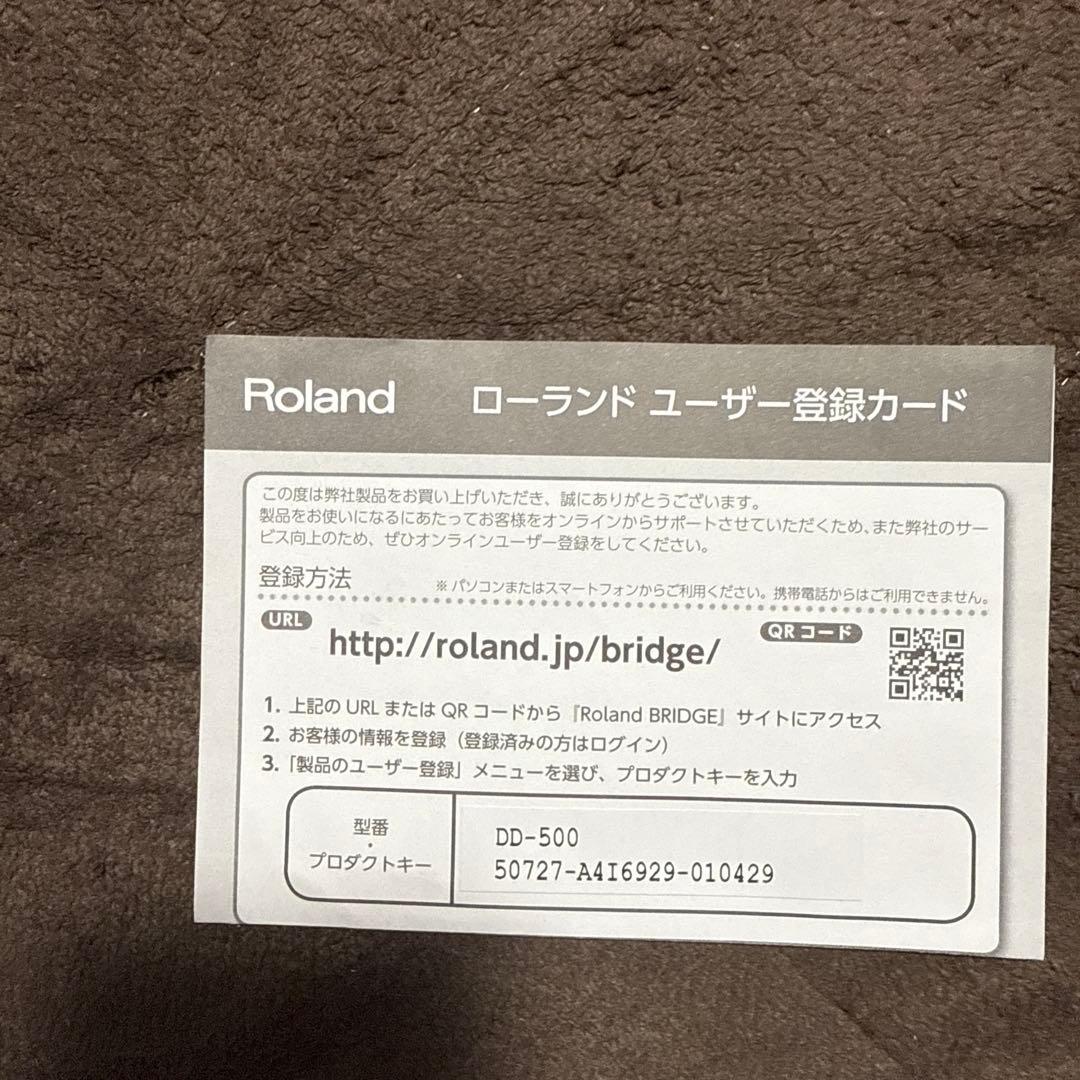 Roland ローランド ユーザー登録カード
この度は弊社製品をお買い上げいただき、誠にありがとうございます。
製品をお使いになるにあたってお客様をオンラインからサポートさせていただくため、また弊社のサー
ビス向上のため、ぜひオンラインユーザー登録をしてください。
登録方法 ※ パソコンまたはスマートフォンからご利用ください。携帯電話からはご利用できません。
URL
http://roland.jp/bridge/
QR コード
1. 上記の URL または QR コードから『Roland BRIDGE』サイトにアクセス
2. お客様の情報を登録（登録済みの方はログイン）
3. 「製品のユーザー登録」メニューを選び、プロダクトキーを入力
型番
・
プロダクトキー
DD-500
50727-A4I6929-010429